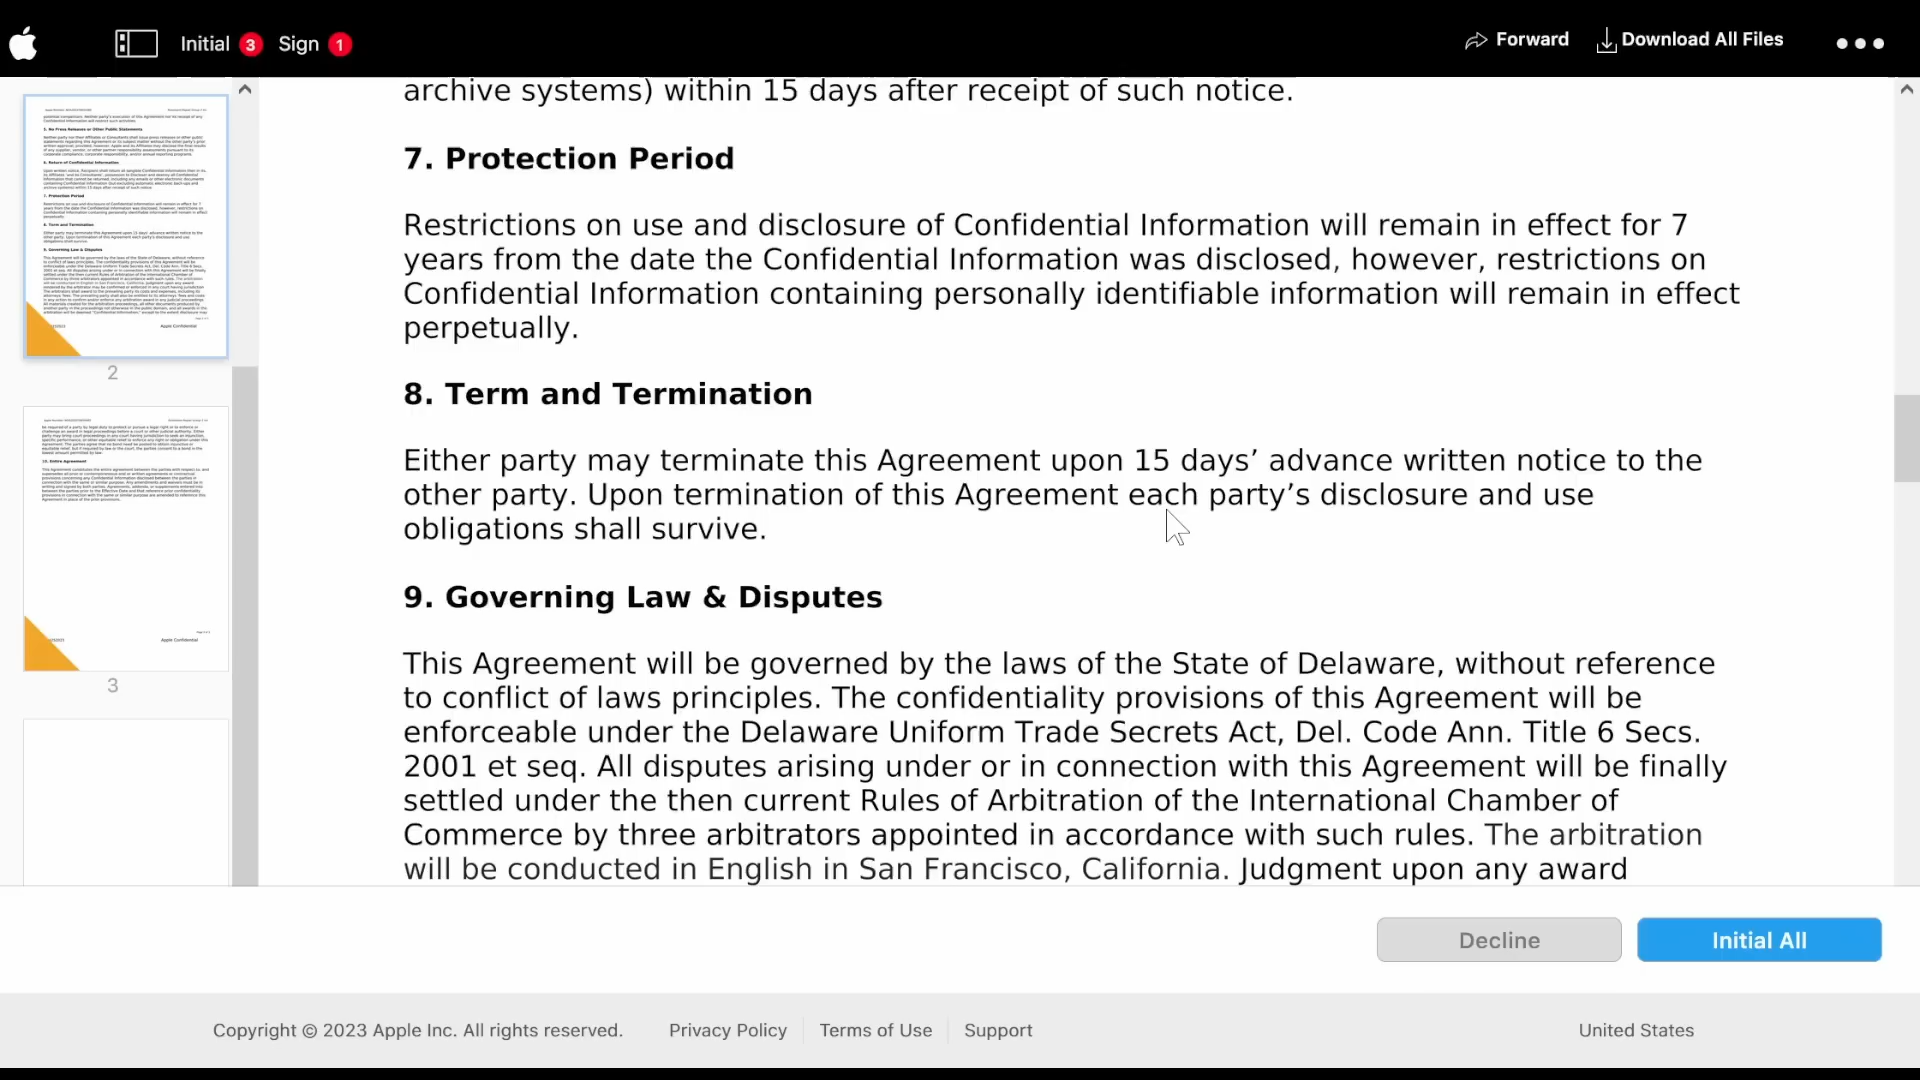 Initial 3 Sign 1
Forward
Download All Files
archive systems) within 15 days after receipt of such notice.
7. Protection Period
Restrictions on use and disclosure of Confidential Information will remain in effect for 7
years from the date the Confidential Information was disclosed, however, restrictions on
Confidential Information containing personally identifiable information will remain in effect
perpetually.
8. Term and Termination
Either party may terminate this Agreement upon 15 days’ advance written notice to the
other party. Upon termination of this Agreement each party’s disclosure and use
obligations shall survive.
9. Governing Law & Disputes
This Agreement will be governed by the laws of the State of Delaware, without reference
to conflict of laws principles. The confidentiality provisions of this Agreement will be
enforceable under the Delaware Uniform Trade Secrets Act, Del. Code Ann. Title 6 Secs.
2001 et seq. All disputes arising under or in connection with this Agreement will be finally
settled under the then current Rules of Arbitration of the International Chamber of
Commerce by three arbitrators appointed in accordance with such rules. The arbitration
will be conducted in English in San Francisco, California. Judgment upon any award
2
3
Decline
Initial All
Copyright © 2023 Apple Inc. All rights reserved.
Privacy Policy
Terms of Use
Support
United States